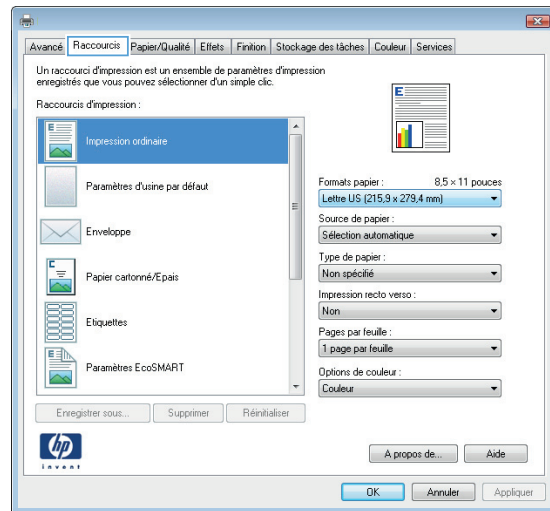 Avancé Raccourcis Papier/Qualité Effets Finition Stockage des tâches Couleur Services
Un raccourci d'impression est un ensemble de paramètres d'impression
enregistrés que vous pouvez sélectionner d'un simple clic.
Raccourcis d'impression :
Impression ordinaire
Paramètres d'usine par défaut
Enveloppe
Papier cartonné/Epais
Etiquettes
Paramètres EcoSMART
Enregistrer sous... Supprimer Réinitialiser
E
Formats papier : 8,5 × 11 pouces
Lettre US (215,9 x 279,4 mm)
Source de papier :
Sélection automatique
Type de papier :
Non spécifié
Impression recto verso :
Non
Pages par feuille :
1 page par feuille
Options de couleur :
Couleur
hp
invent
A propos de... Aide
OK Annuler Appliquer